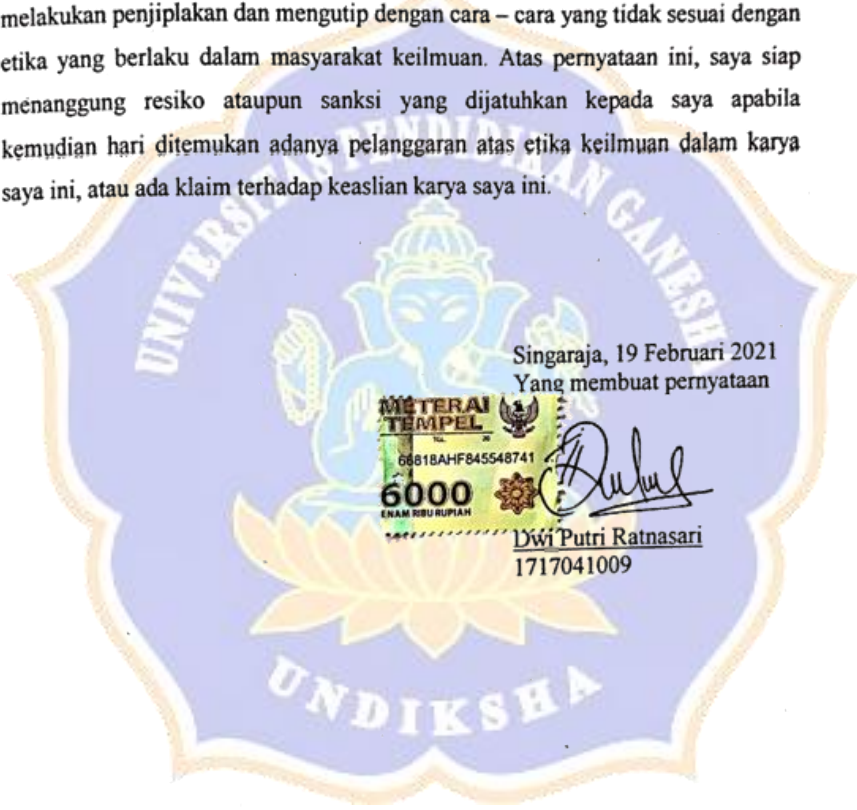 melakukan penjiplakan dan mengutip dengan cara – cara yang tidak sesuai dengan
etika yang berlaku dalam masyarakat keilmuan. Atas pernyataan ini, saya siap
menanggung resiko ataupun sanksi yang dijatuhkan kepada saya apabila
kemudian hari ditemukan adanya pelanggaran atas etika keilmuan dalam karya
saya ini, atau ada klaim terhadap keaslian karya saya ini.
UNIVERSITAS PENDIDIKAN GANESHA
Singaraja, 19 Februari 2021
Yang membuat pernyataan
METERAI
TEMPEL
TGL. 20
66818AHF845548741
6000
ENAM RIBU RUPIAH
Dwi Putri Ratnasari
1717041009
UNDIKSHA